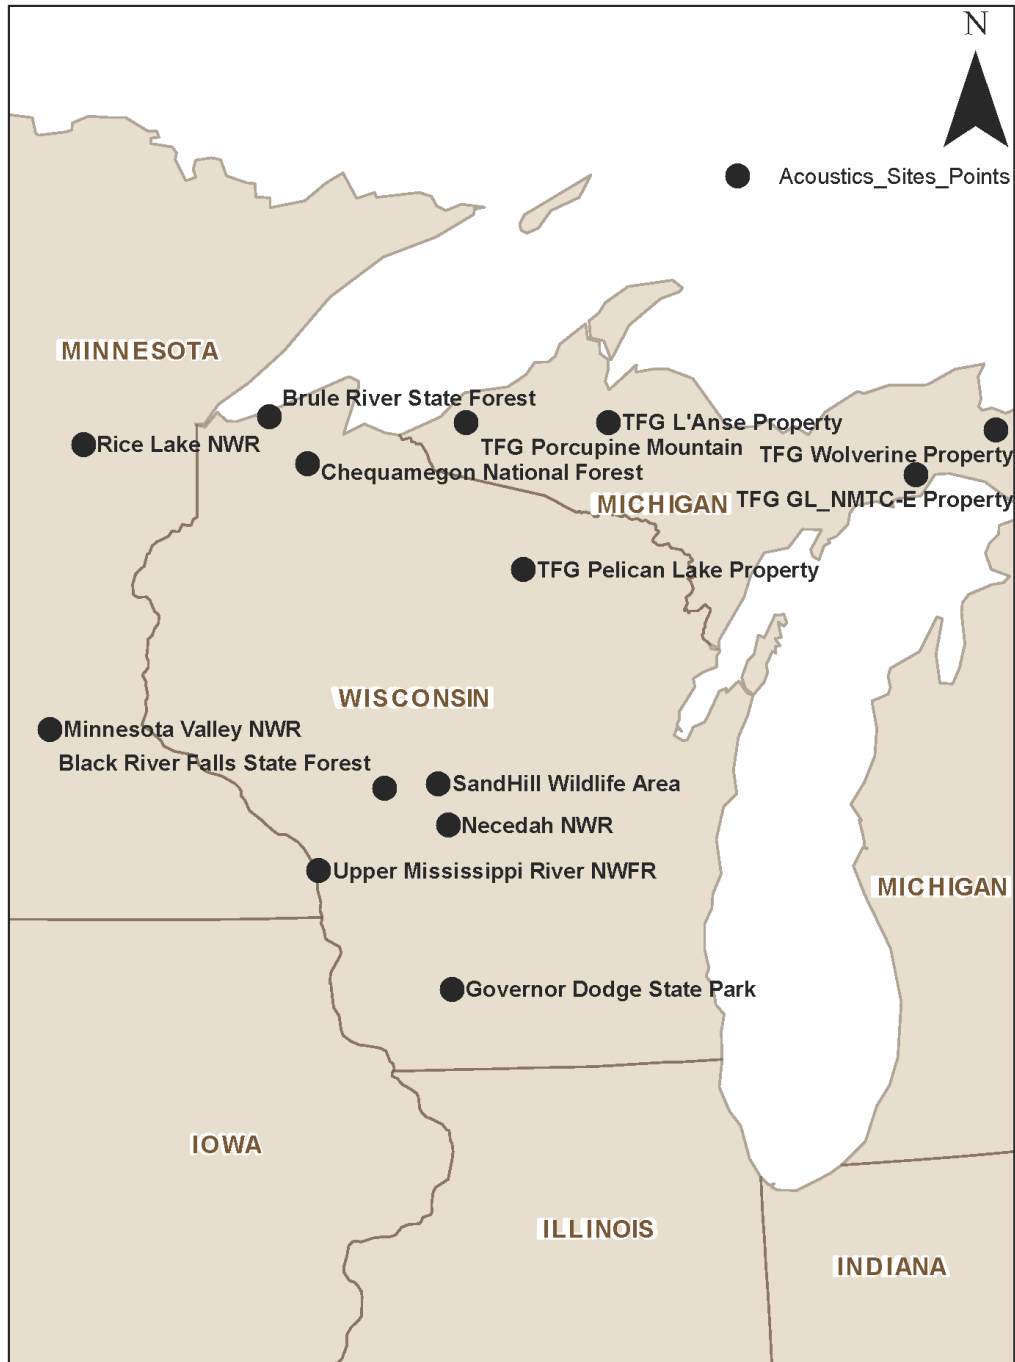 N
Acoustics_Sites_Points
MINNESOTA
Brule River State Forest
TFG L'Anse Property
Rice Lake NWR
TFG Porcupine Mountain
TFG Wolverine Property
Chequamegon National Forest
MICHIGAN
TFG GL_NMTC-E Property
TFG Pelican Lake Property
WISCONSIN
Minnesota Valley NWR
Black River Falls State Forest
SandHill Wildlife Area
Necedah NWR
Upper Mississippi River NWFR
MICHIGAN
Governor Dodge State Park
IOWA
ILLINOIS
INDIANA